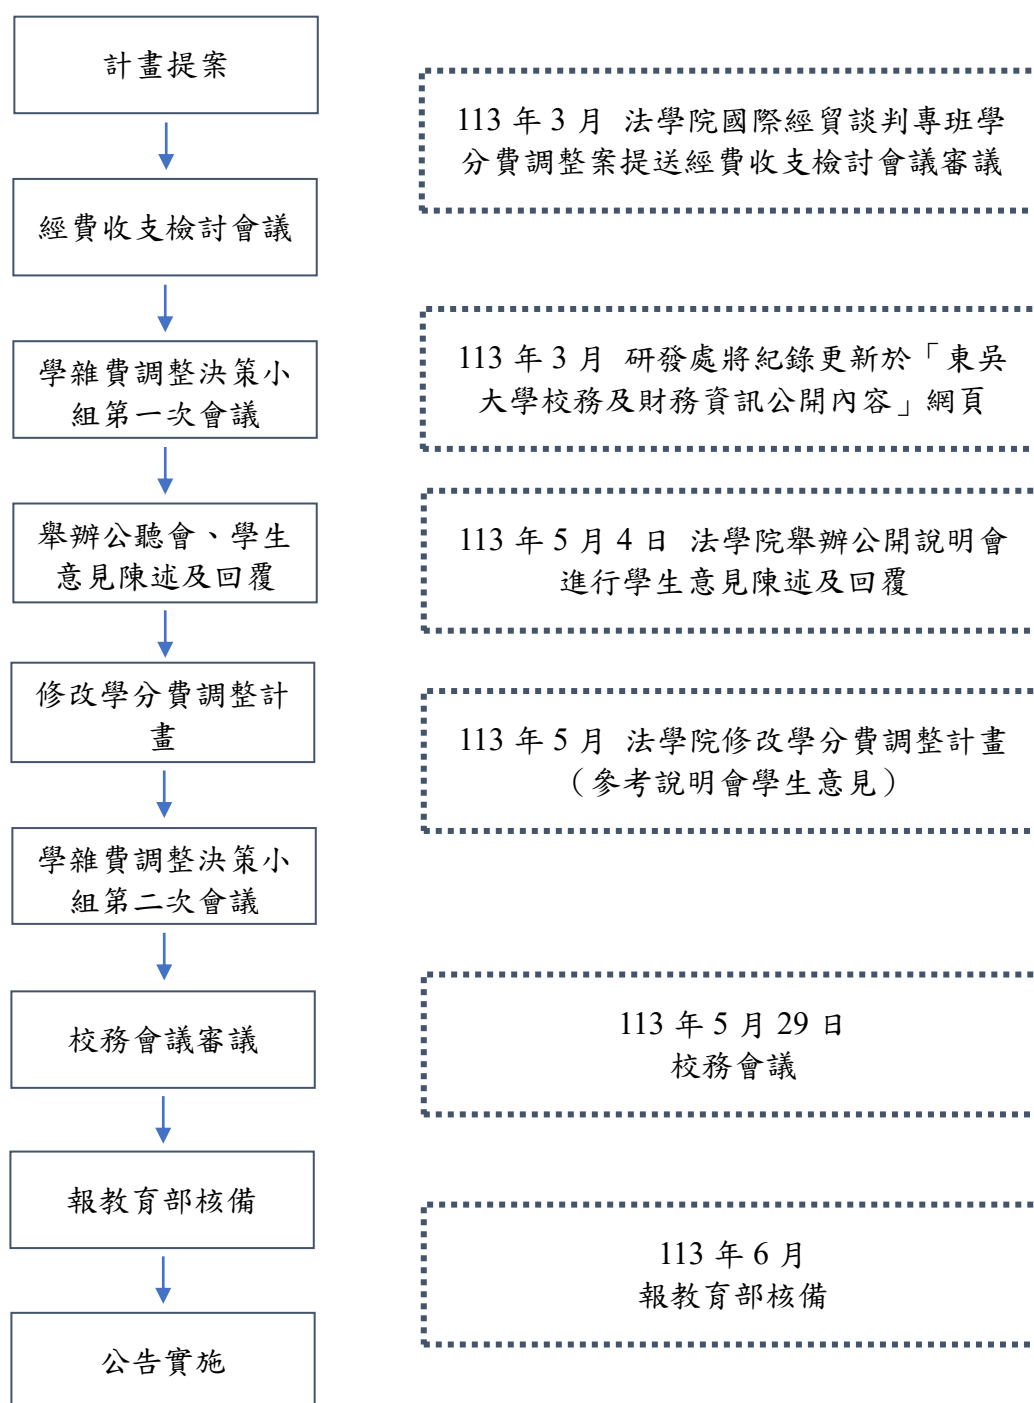 計畫提案
113 年 3 月 法學院國際經貿談判專班學
分費調整案提送經費收支檢討會議審議
經費收支檢討會議
學雜費調整決策小
組第一次會議
113 年 3 月 研發處將紀錄更新於「東吳
大學校務及財務資訊公開內容」網頁
舉辦公聽會、學生
意見陳述及回覆
113 年 5 月 4 日 法學院舉辦公開說明會
進行學生意見陳述及回覆
修改學分費調整計
畫
113 年 5 月 法學院修改學分費調整計畫
（參考說明會學生意見）
學雜費調整決策小
組第二次會議
校務會議審議
113 年 5 月 29 日
校務會議
報教育部核備
113 年 6 月
報教育部核備
公告實施